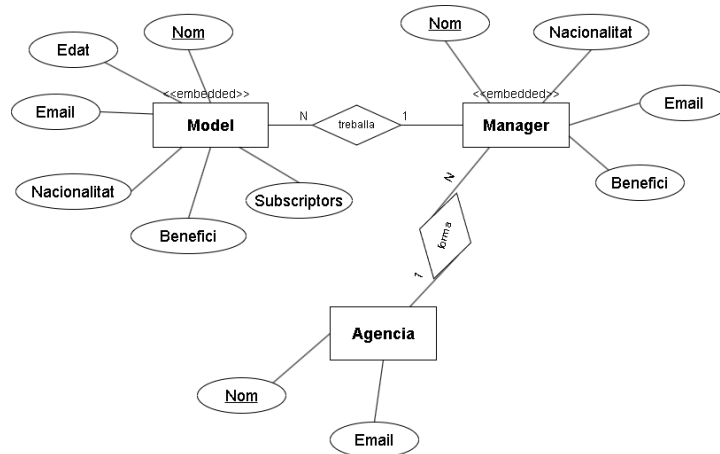 Nom
Nom
Edat
Nacionalitat
<<embedded>>
<<embedded>>
Email
Email
Model
N
treballa
1
Manager
Nacionalitat
Subscriptors
Benefici
Benefici
N
forma
1
Agencia
Nom
Email